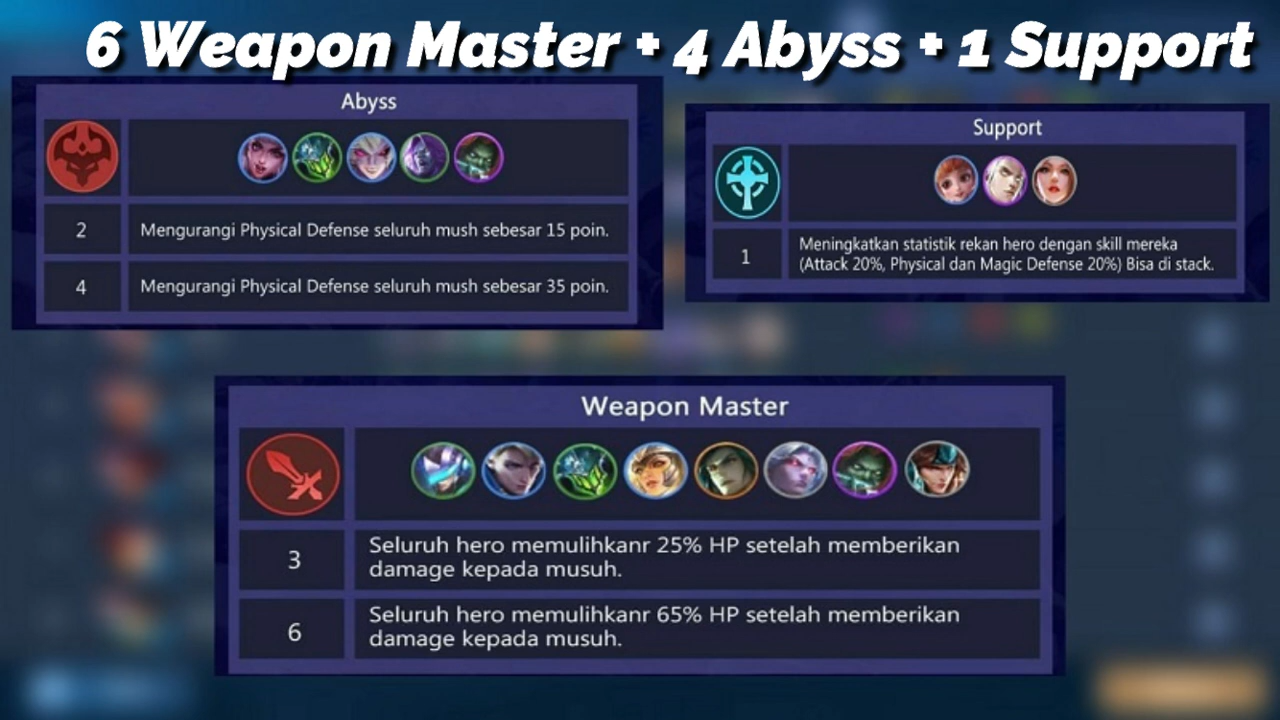 6 Weapon Master + 4 Abyss + 1 Support
Abyss
2
Mengurangi Physical Defense seluruh mush sebesar 15 poin.
4
Mengurangi Physical Defense seluruh mush sebesar 35 poin.
Support
1
Meningkatkan statistik rekan hero dengan skill mereka
(Attack 20%, Physical dan Magic Defense 20%) Bisa di stack.
Weapon Master
3
Seluruh hero memulihkanr 25% HP setelah memberikan
damage kepada musuh.
6
Seluruh hero memulihkanr 65% HP setelah memberikan
damage kepada musuh.